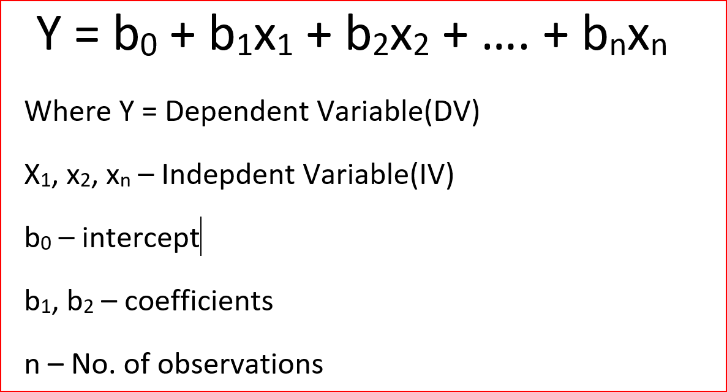 Y = b₀ + b₁x₁ + b₂x₂ + .... + bₙxₙ
Where Y = Dependent Variable(DV)
X₁, x₂, xₙ – Indepdent Variable(IV)
b₀ – intercept
b₁, b₂ – coefficients
n – No. of observations